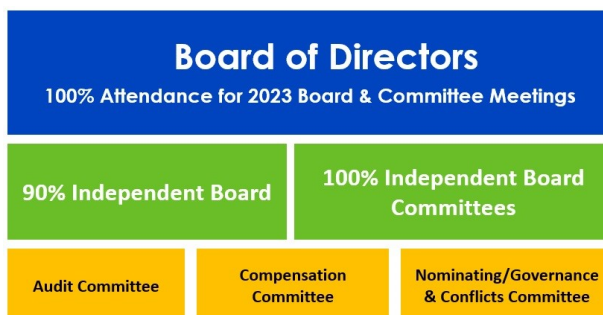 Board of Directors
100% Attendance for 2023 Board & Committee Meetings
90% Independent Board
100% Independent Board
Committees
Audit Committee
Compensation
Committee
Nominating/Governance
& Conflicts Committee